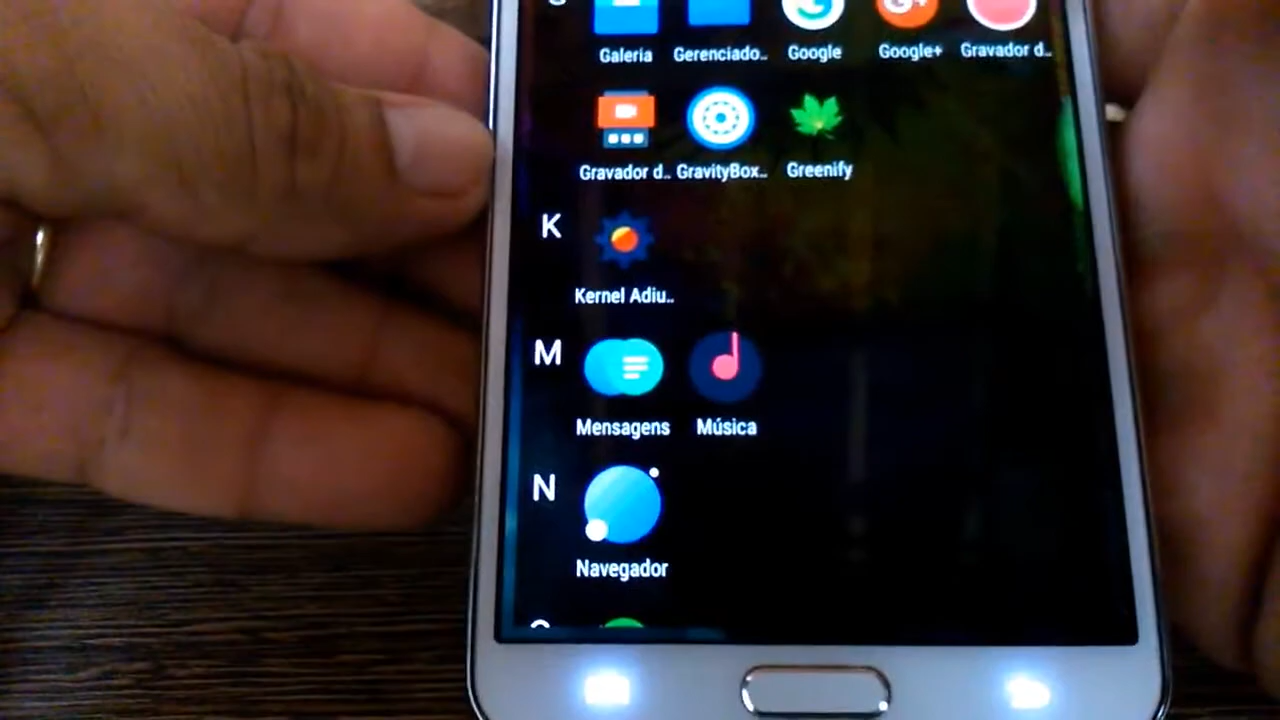 Galeria Gerenciado.. Google Google+ Gravador d..
Gravador d.. GravityBox.. Greenify
K
Kernel Adiu..
M
Mensagens Música
N
Navegador